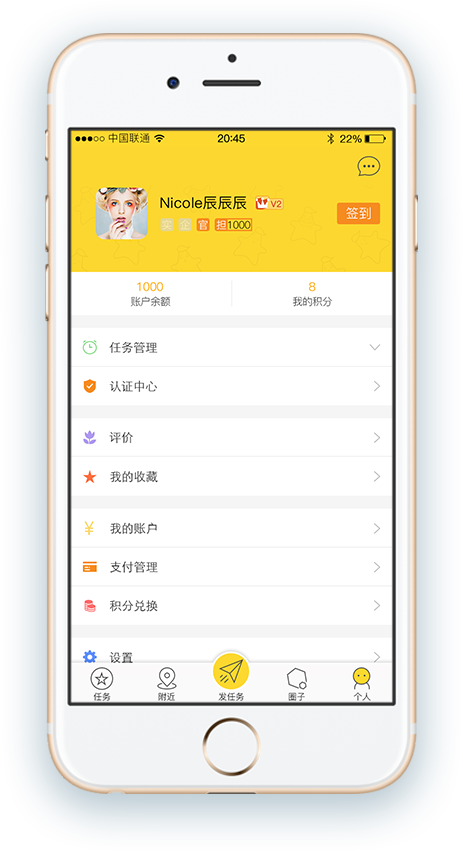 中国联通 20:45 22%
Nicole辰辰辰 V2
签到
实 企 官 担1000
1000 8
账户余额 我的积分
任务管理
认证中心
评价
我的收藏
¥ 我的账户
支付管理
积分兑换
设置
任务 附近 发任务 圈子 个人